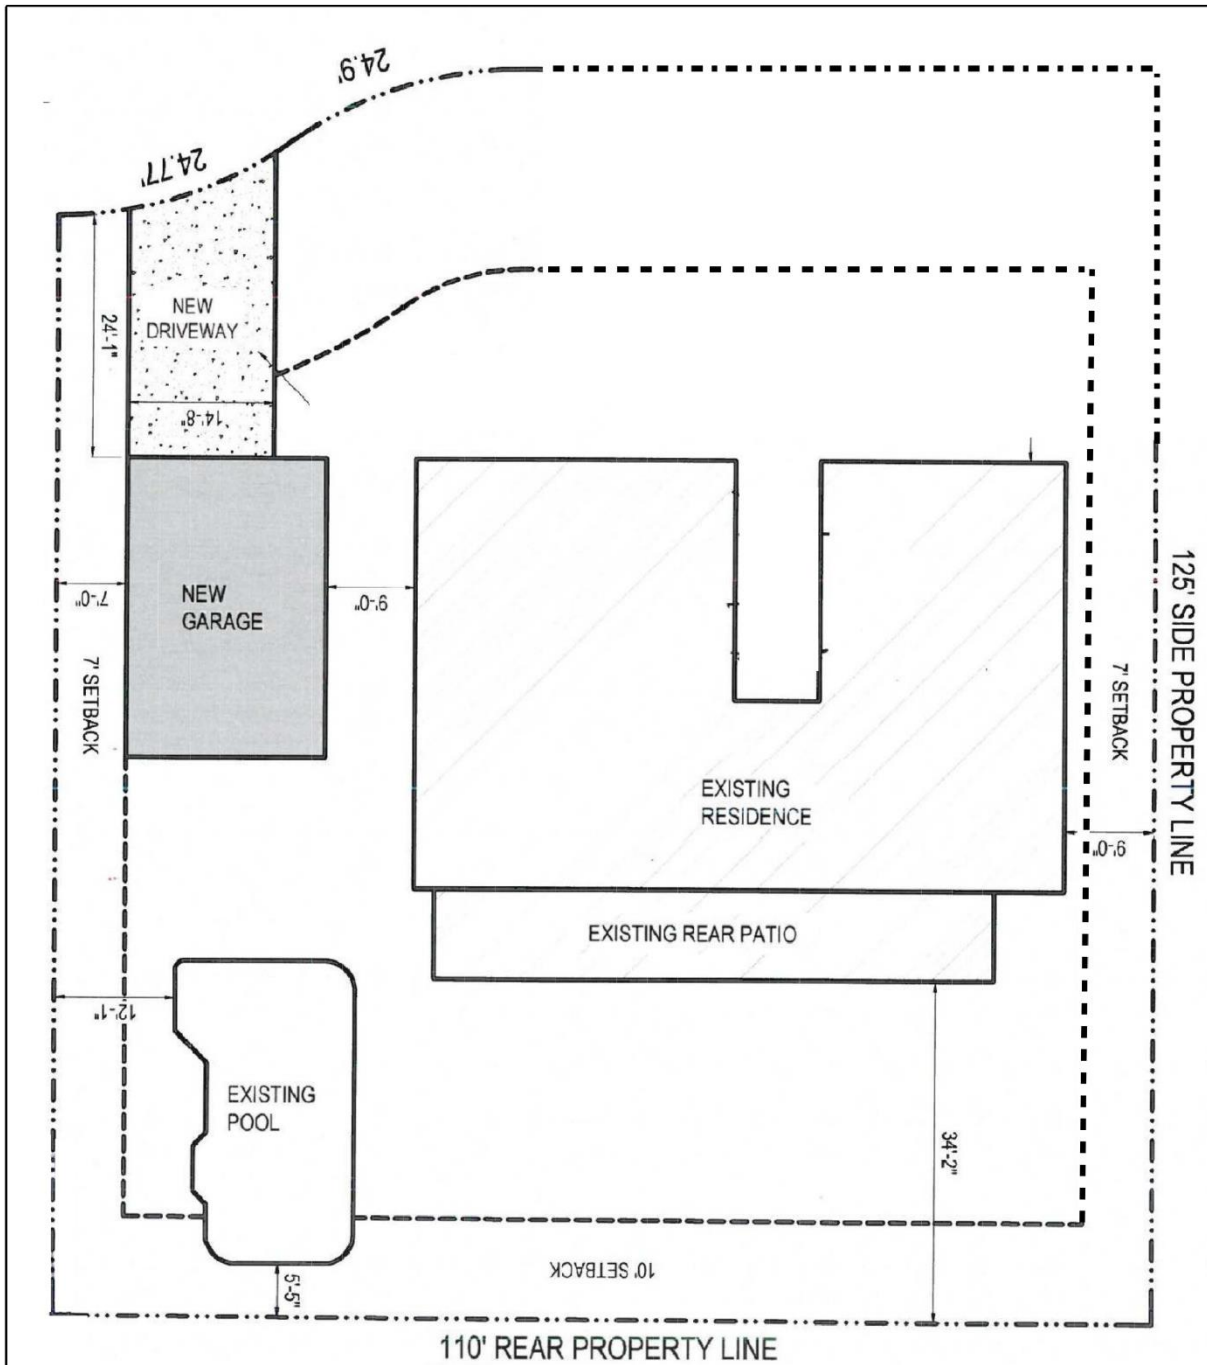 24.9'
24.77'
NEW
DRIVEWAY
24'-1"
14'-8"
7'-0"
NEW
GARAGE
9'-0"
7' SETBACK
7' SETBACK
125' SIDE PROPERTY LINE
EXISTING
RESIDENCE
9'-0"
EXISTING REAR PATIO
12'-1"
EXISTING
POOL
34'-2"
10' SETBACK
5'-5"
110' REAR PROPERTY LINE